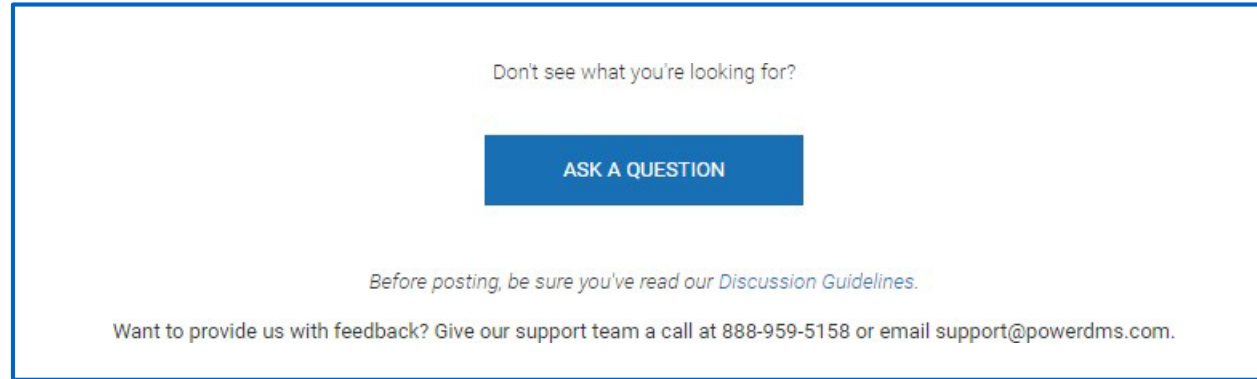 Don't see what you're looking for?
ASK A QUESTION
Before posting, be sure you've read our Discussion Guidelines.
Want to provide us with feedback? Give our support team a call at 888-959-5158 or email support@powerdms.com.